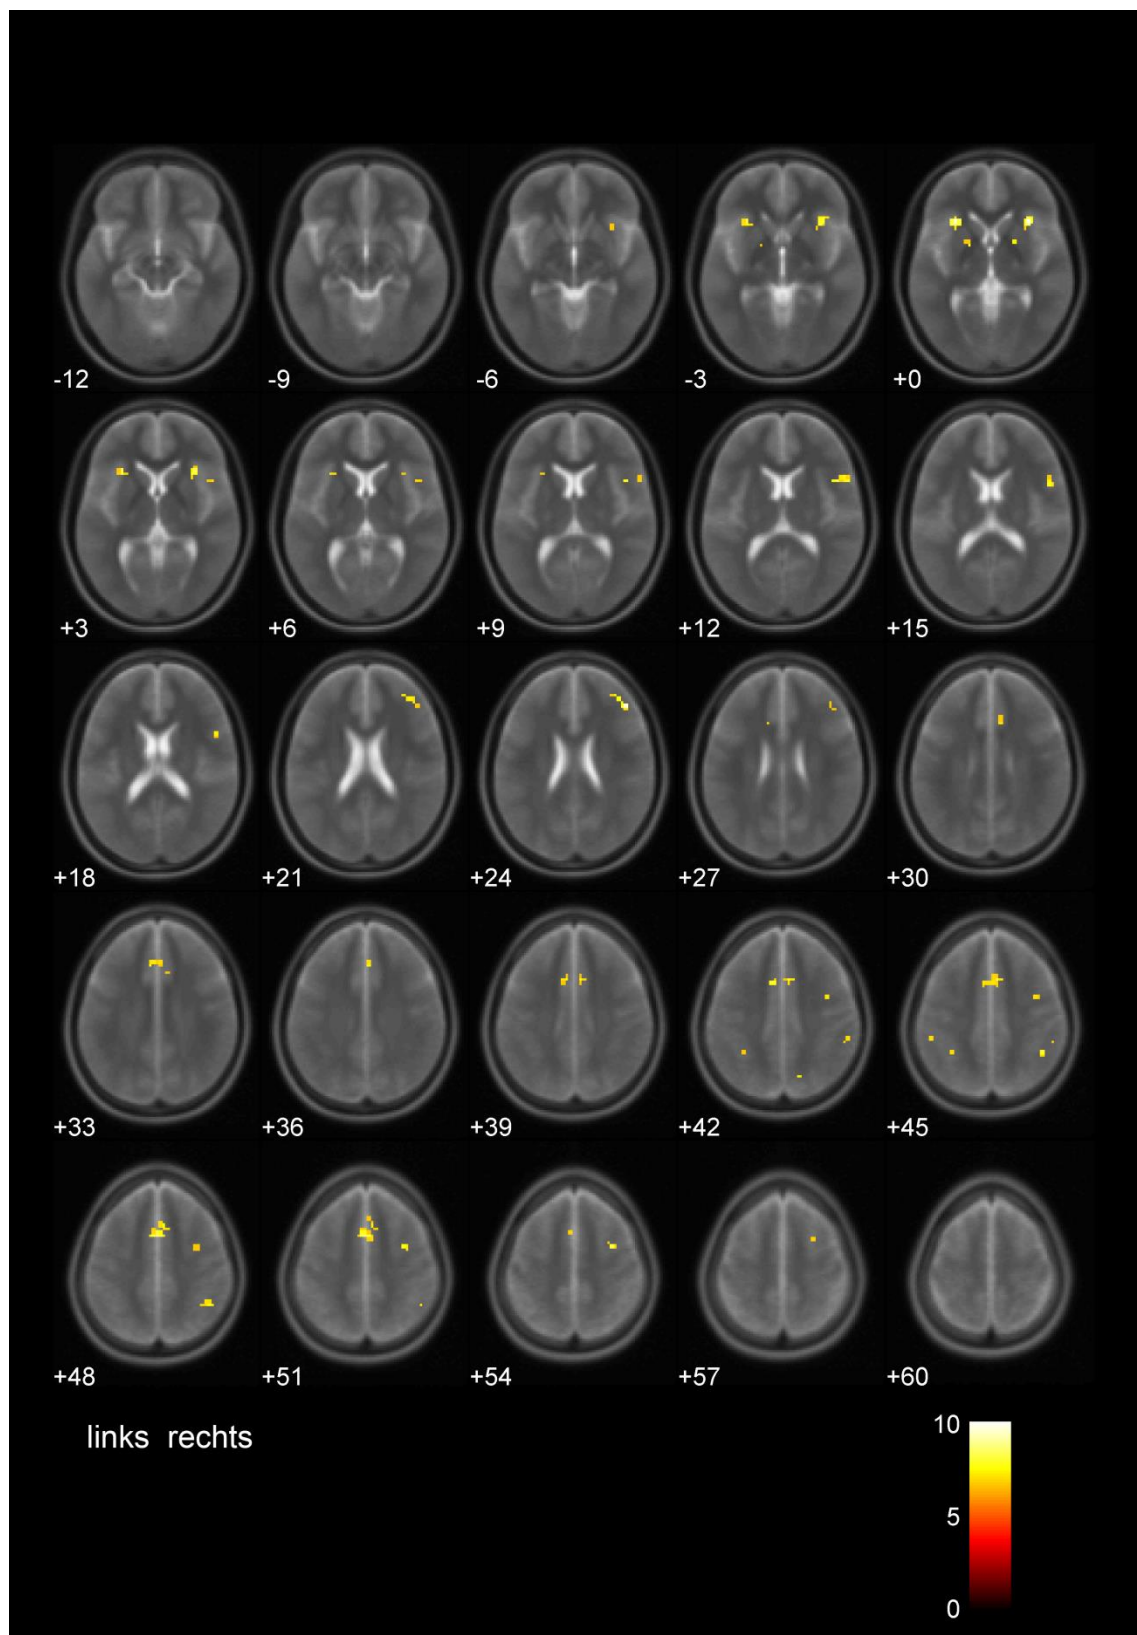 -12 -9 -6 -3 +0
+3 +6 +9 +12 +15
+18 +21 +24 +27 +30
+33 +36 +39 +42 +45
+48 +51 +54 +57 +60
links rechts
10
5
0